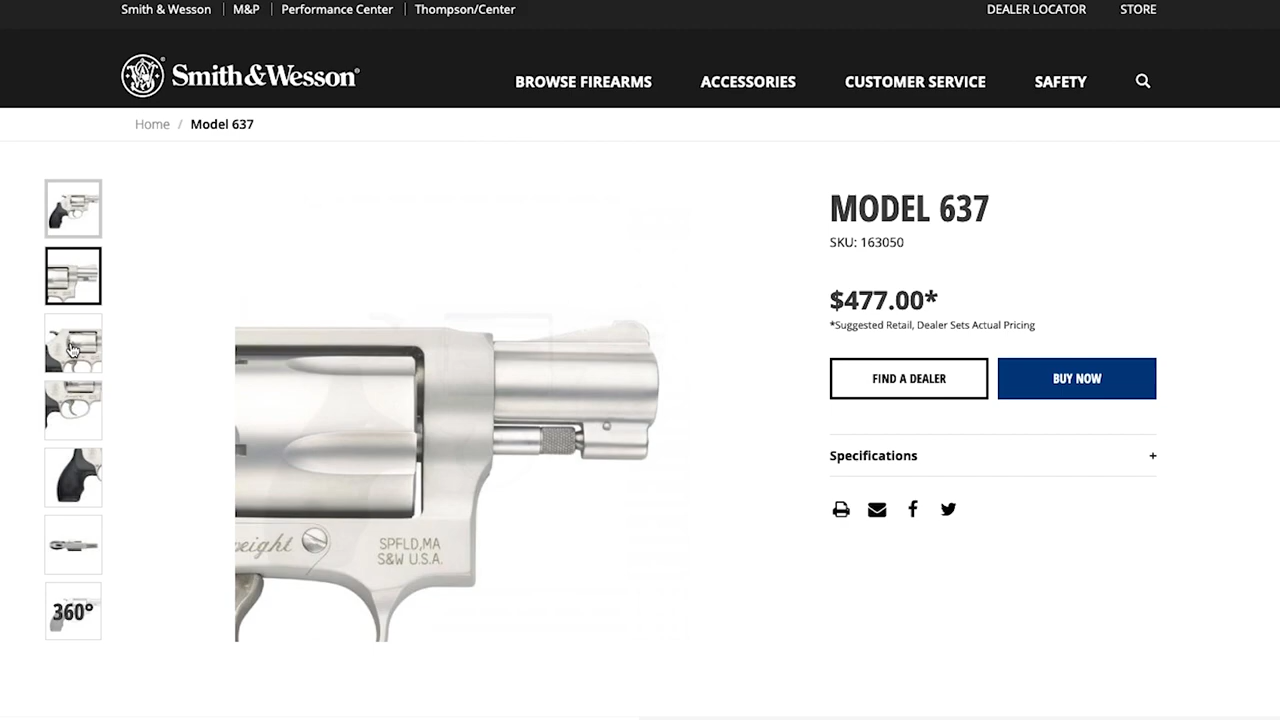 Smith & Wesson M&P Performance Center Thompson/Center DEALER LOCATOR STORE
Smith&Wesson BROWSE FIREARMS ACCESSORIES CUSTOMER SERVICE SAFETY
Home / Model 637
MODEL 637
SKU: 163050
$477.00*
*Suggested Retail, Dealer Sets Actual Pricing
FIND A DEALER BUY NOW
Specifications +
eight
SPFLD,MA
S&W U.S.A.
360°